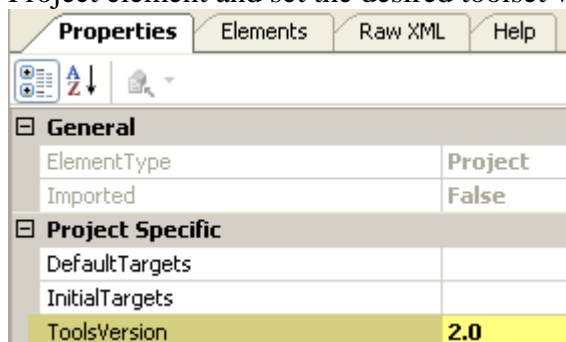 Project element and set the desired toolset v
Properties Elements Raw XML Help
General
ElementType Project
Imported False
Project Specific
DefaultTargets
InitialTargets
ToolsVersion 2.0